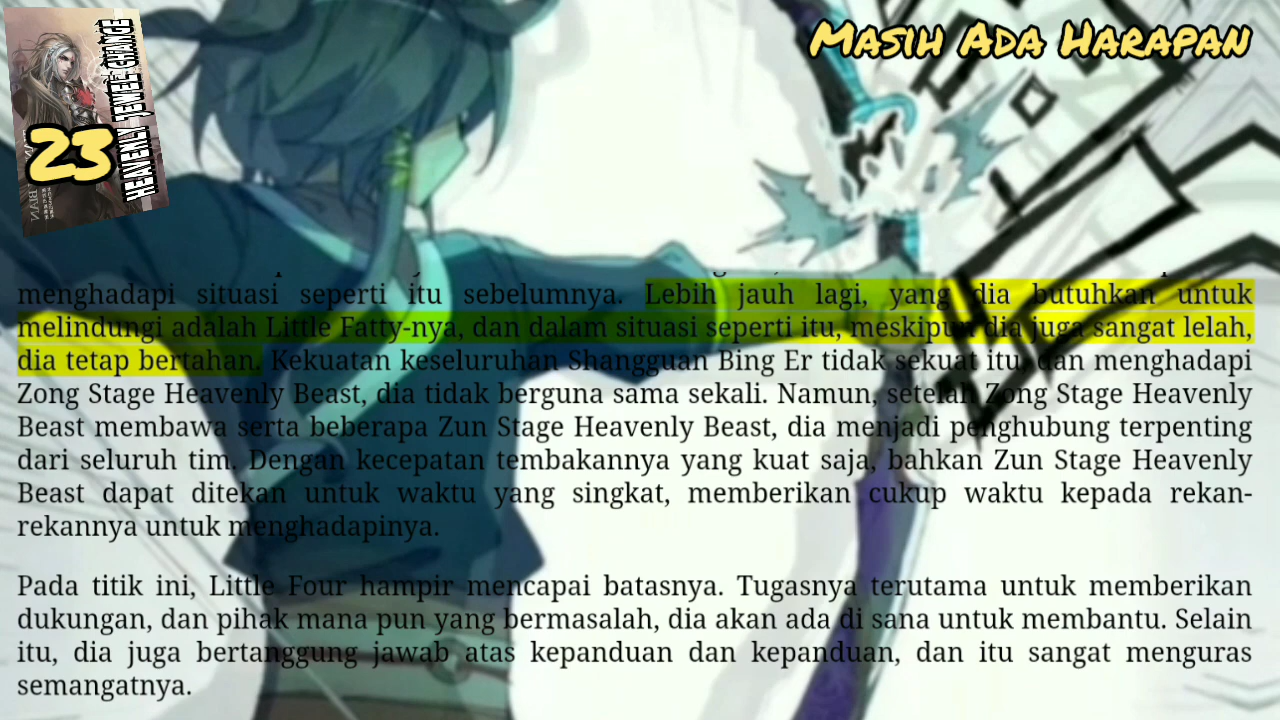 Masih Ada Harapan
23
HEAVENLY JEWEL CHANGE
menghadapi situasi seperti itu sebelumnya. Lebih jauh lagi, yang dia butuhkan untuk
melindungi adalah Little Fatty-nya, dan dalam situasi seperti itu, meskipun dia juga sangat lelah,
dia tetap bertahan. Kekuatan keseluruhan Shangguan Bing Er tidak sekuat itu, dan menghadapi
Zong Stage Heavenly Beast, dia tidak berguna sama sekali. Namun, setelah Zong Stage Heavenly
Beast membawa serta beberapa Zun Stage Heavenly Beast, dia menjadi penghubung terpenting
dari seluruh tim. Dengan kecepatan tembakannya yang kuat saja, bahkan Zun Stage Heavenly
Beast dapat ditekan untuk waktu yang singkat, memberikan cukup waktu kepada rekan-
rekannya untuk menghadapinya.
Pada titik ini, Little Four hampir mencapai batasnya. Tugasnya terutama untuk memberikan
dukungan, dan pihak mana pun yang bermasalah, dia akan ada di sana untuk membantu. Selain
itu, dia juga bertanggung jawab atas kepanduan dan kepanduan, dan itu sangat menguras
semangatnya.